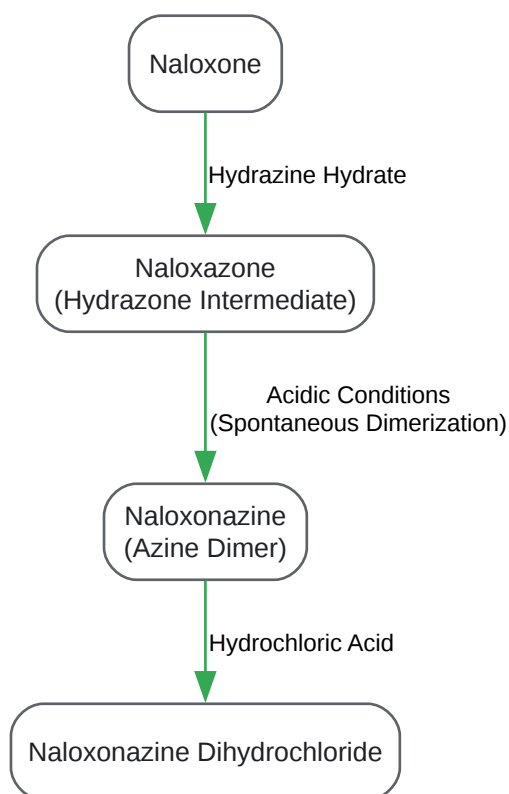 Naloxone
Hydrazine Hydrate
Naloxazone
(Hydrazone Intermediate)
Acidic Conditions
(Spontaneous Dimerization)
Naloxonazine
(Azine Dimer)
Hydrochloric Acid
Naloxonazine Dihydrochloride